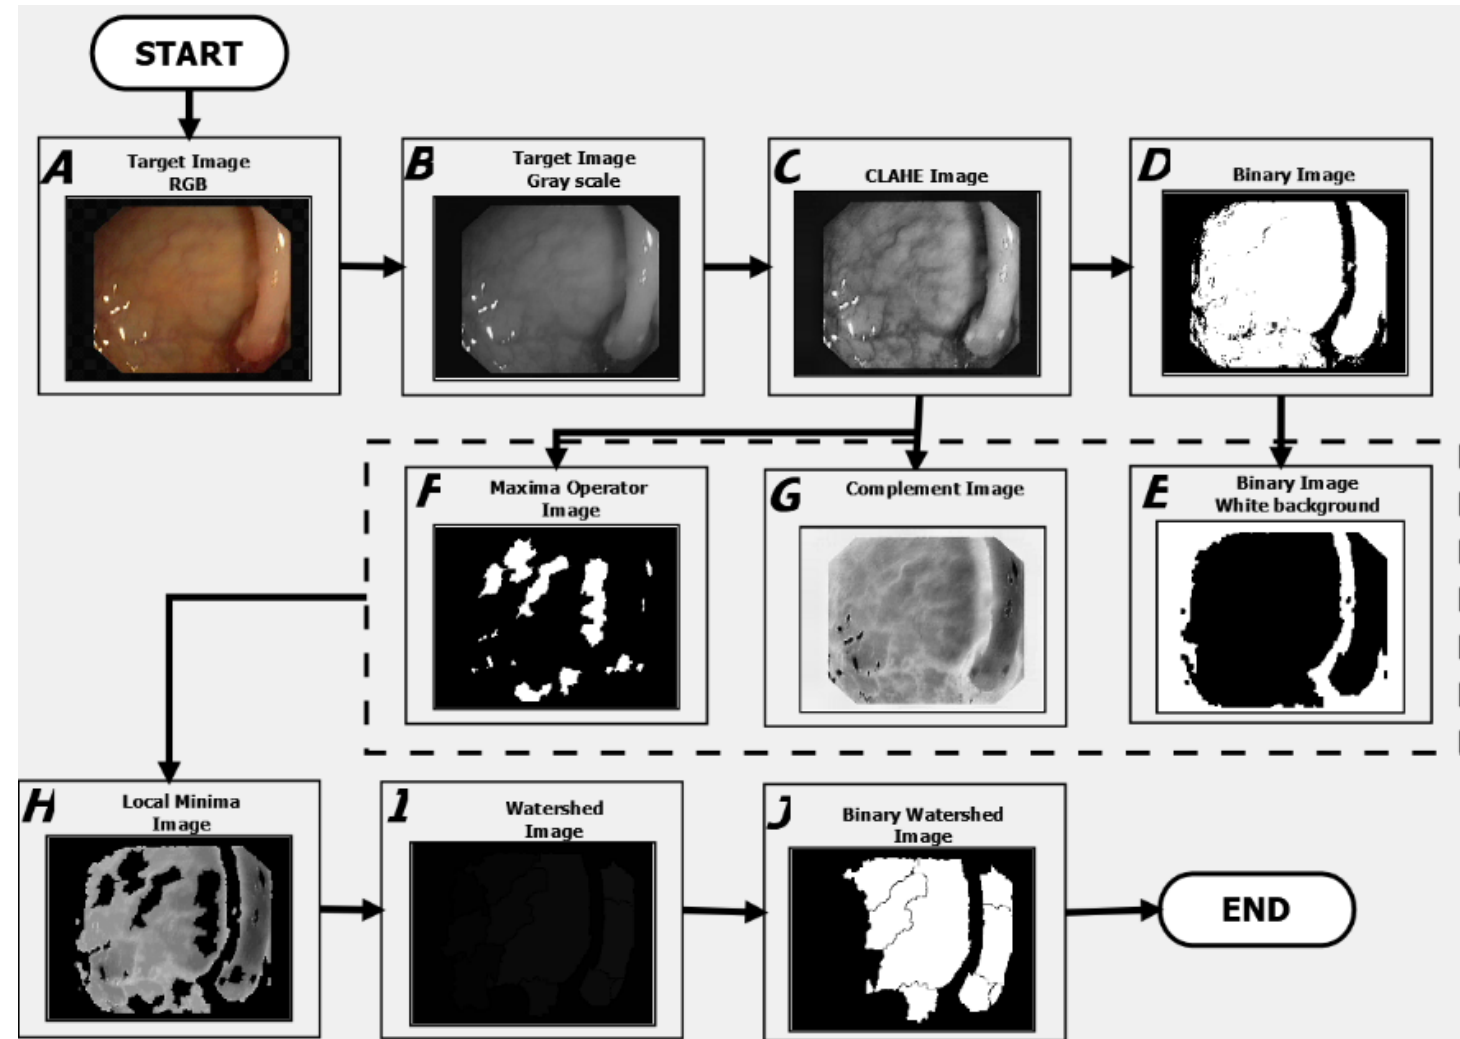 START
A
Target Image
RGB
B
Target Image
Gray scale
C
CLAHE Image
D
Binary Image
F
Maxima Operator
Image
G
Complement Image
E
Binary Image
White background
H
Local Minima
Image
I
Watershed
Image
J
Binary Watershed
Image
END